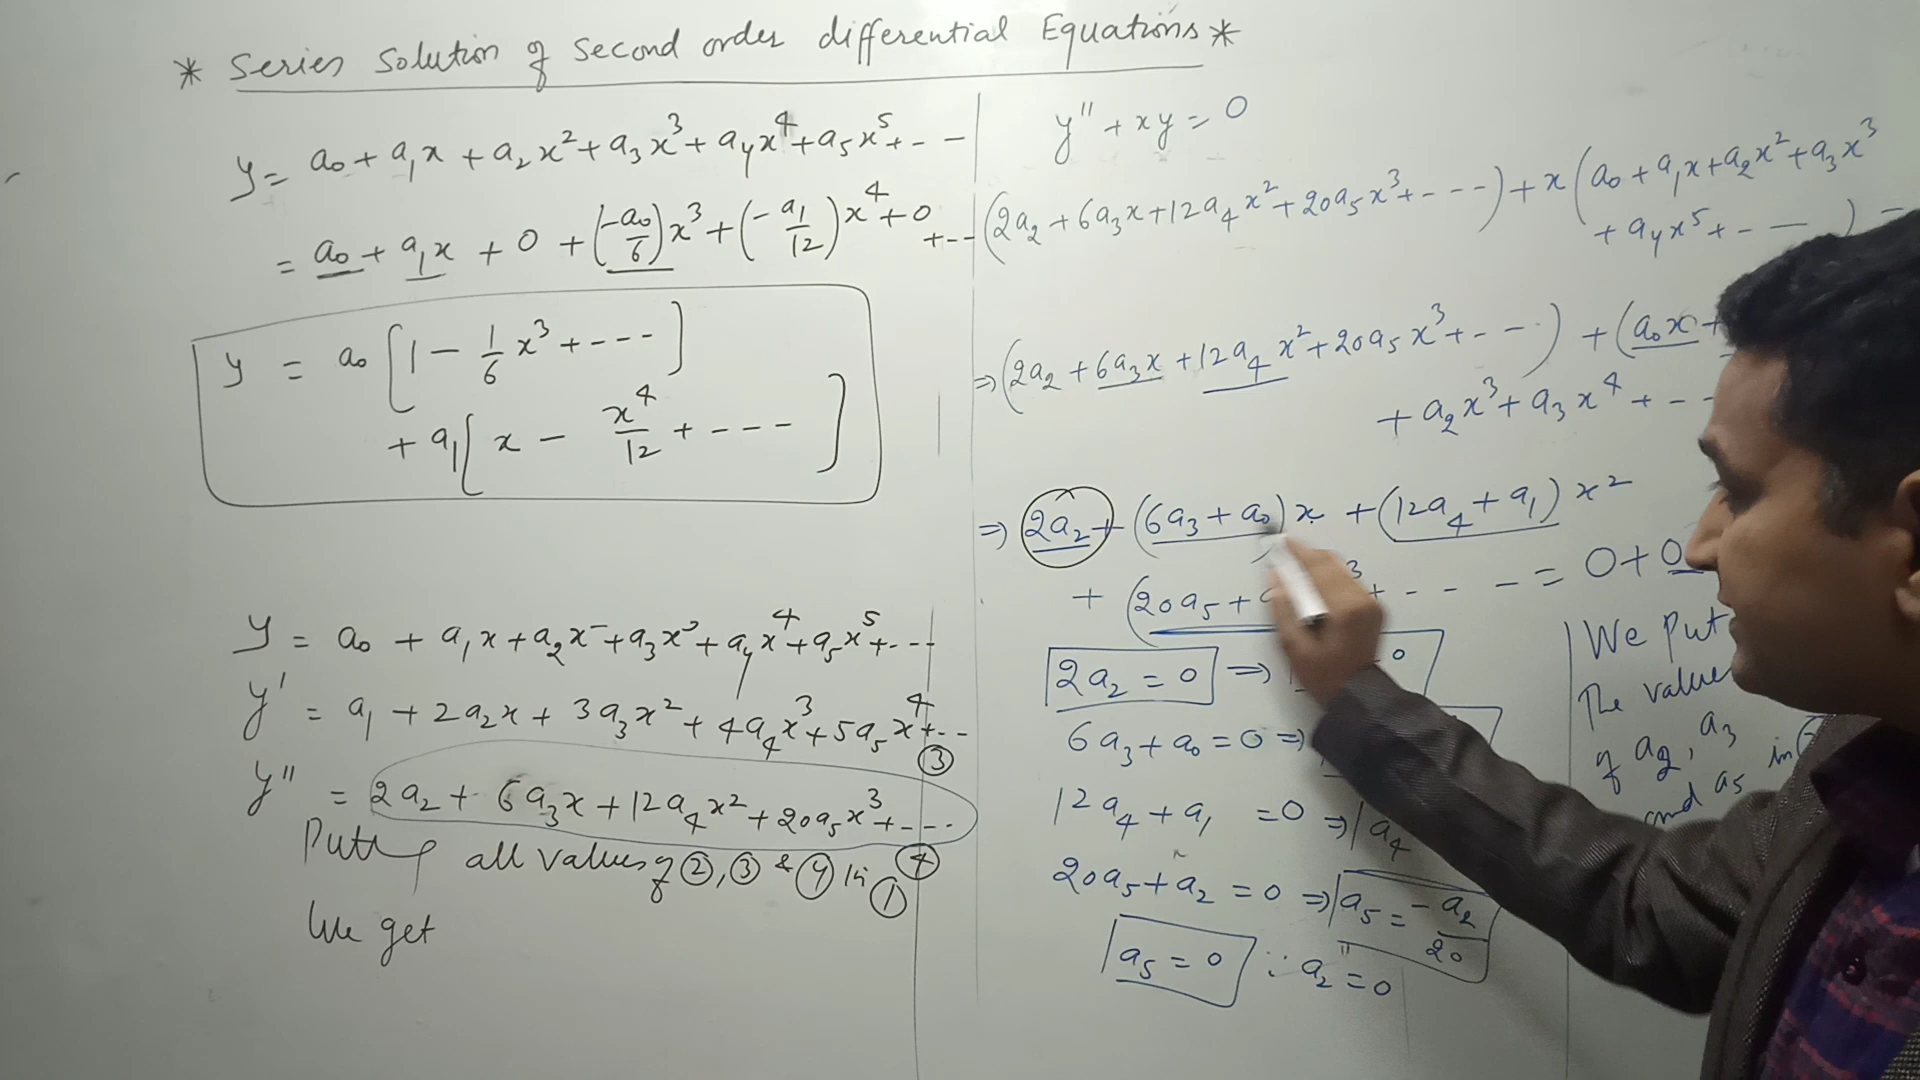 * Series Solution of Second order differential Equations *
y = a₀ + a₁x + a₂x² + a₃x³ + a₄x⁴ + a₅x⁵ + - - -
= a₀ + a₁x + 0 + (-a₀/6)x³ + (-a₁/12)x⁴ + 0 + - -
y = a₀ [1 - 1/6 x³ + - - - ]
+ a₁[ x - x⁴/12 + - - - ]
y = a₀ + a₁x + a₂x² + a₃x³ + a₄x⁴ + a₅x⁵ + - - -
y' = a₁ + 2a₂x + 3a₃x² + 4a₄x³ + 5a₅x⁴ + - - ③
y'' = 2a₂ + 6a₃x + 12a₄x² + 20a₅x³ + - - - ④
Putting all values of ②, ③ & ④ in ①
We get
y'' + xy = 0
(2a₂ + 6a₃x + 12a₄x² + 20a₅x³ + - - - -) + x(a₀ + a₁x + a₂x² + a₃x³
+ a₄x⁵ + - - - )
⇒ (2a₂ + 6a₃x + 12a₄x² + 20a₅x³ + - - ) + (a₀x +
+ a₂x³ + a₃x⁴ + - -
⇒ 2a₂ + (6a₃ + a₀)x + (12a₄ + a₁)x²
+ (20a₅ + 3 + - - - = 0 + 0
2a₂ = 0 ⇒ 0
6a₃ + a₀ = 0 ⇒
12a₄ + a₁ = 0 ⇒ a₄
20a₅ + a₂ = 0 ⇒ a₅ = -a₂/20
a₅ = 0 ∵ a₂ = 0
We Put
The values
of a₂, a₃
and a₅ in